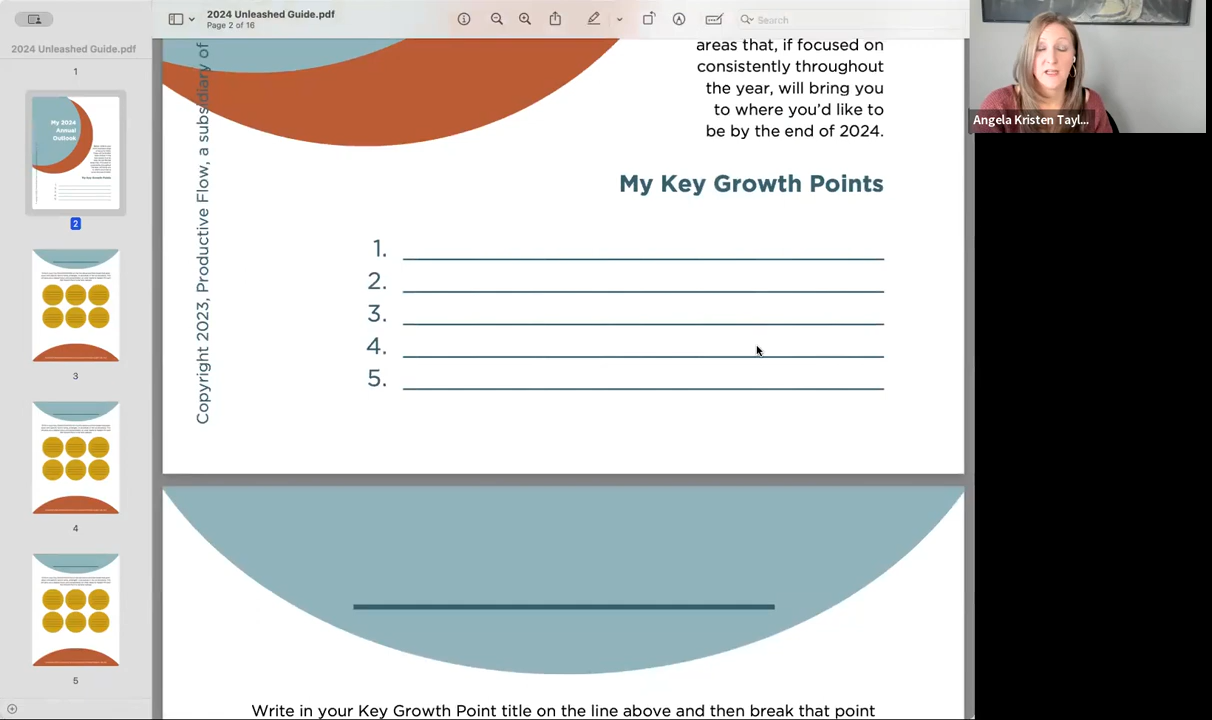 2024 Unleashed Guide.pdf
Page 2 of 16
Search
2024 Unleashed Guide.pdf
1
My 2024
Annual
Outlook
My Key Growth Points
2
3
4
5
areas that, if focused on
consistently throughout
the year, will bring you
to where you’d like to
be by the end of 2024.
My Key Growth Points
1.
2.
3.
4.
5.
Copyright 2023, Productive Flow, a subsidiary of
Write in your Key Growth Point title on the line above and then break that point
Angela Kristen Tayl...